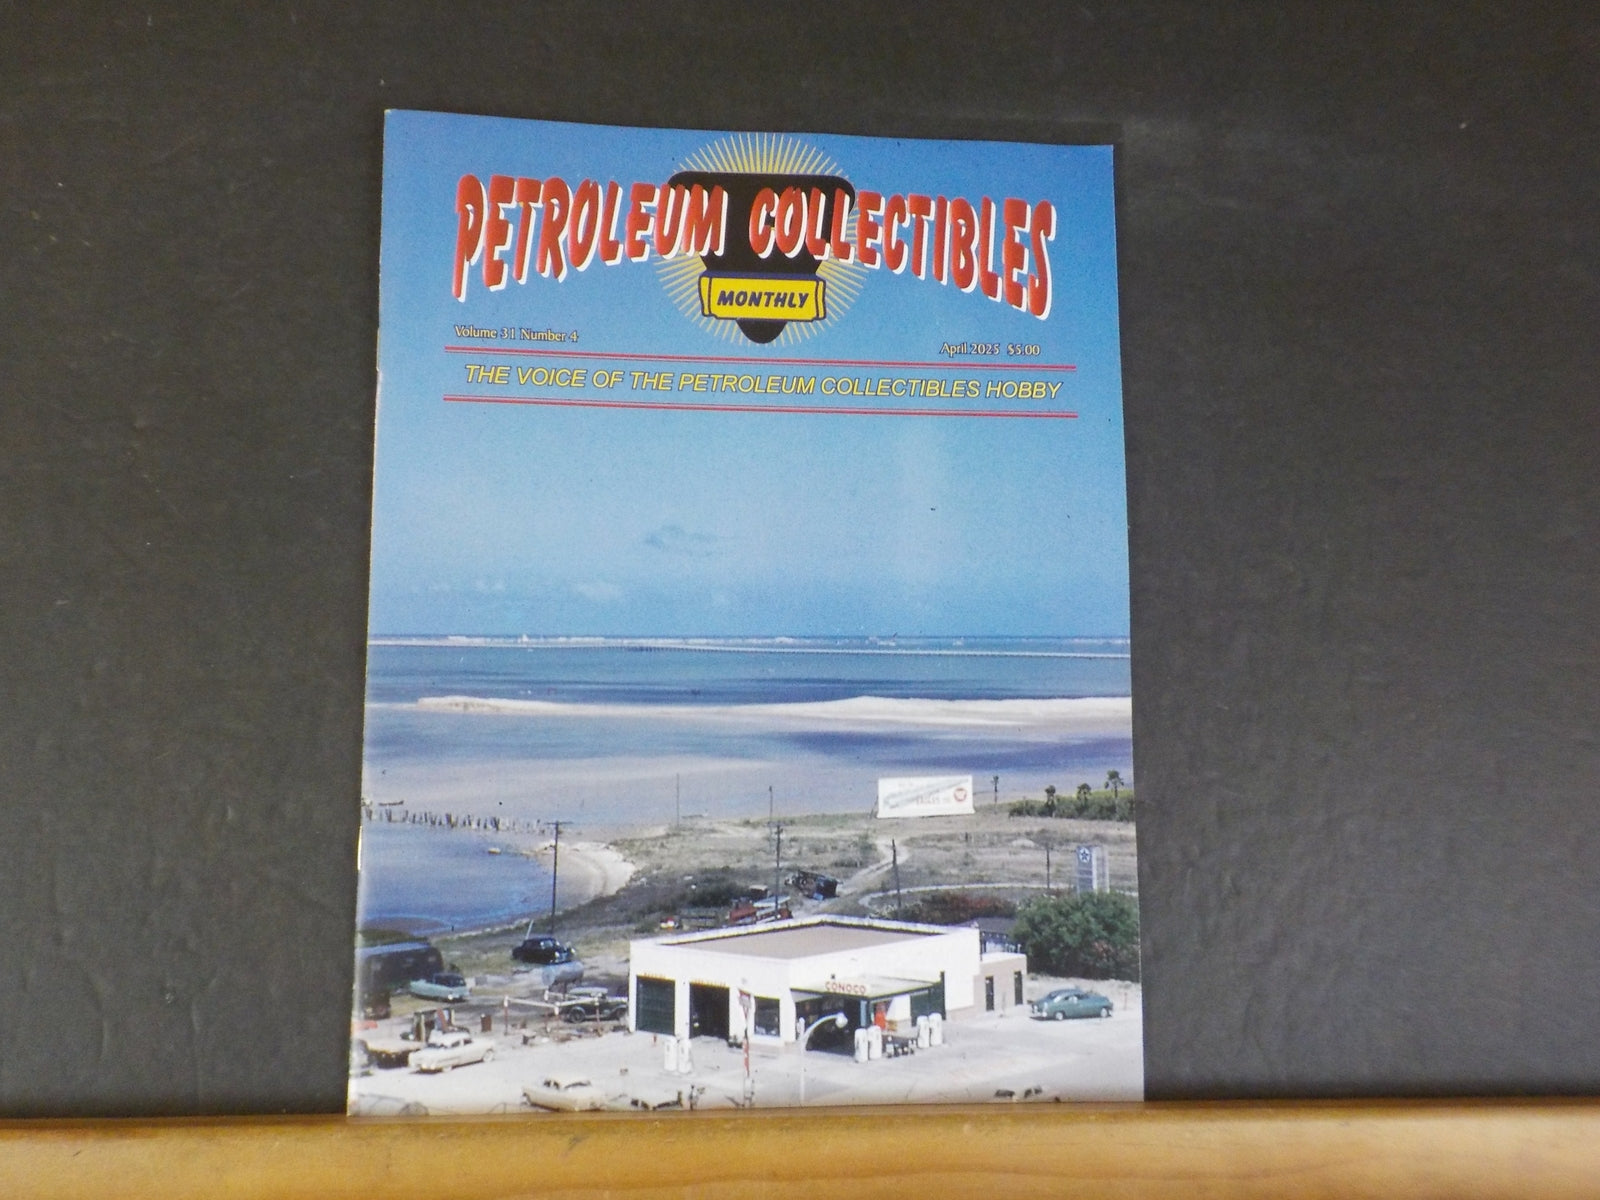 PETROLEUM COLLECTIBLES
MONTHLY
Volume 31 Number 4
April 2025 $5.00
THE VOICE OF THE PETROLEUM COLLECTIBLES HOBBY
CONOCO